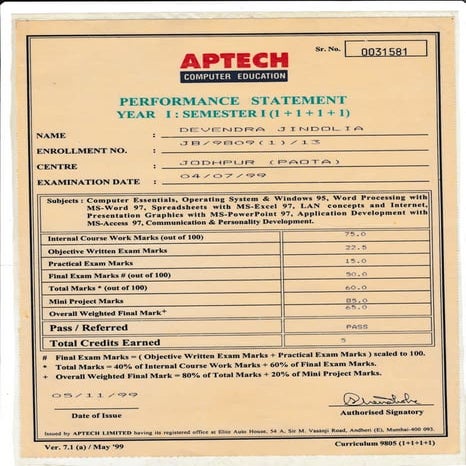 Sr. No. 0031581
APTECH
COMPUTER EDUCATION
PERFORMANCE STATEMENT
YEAR I : SEMESTER I (1+1+1+1)
NAME : DEVENDRA JINDOLIA
ENROLLMENT NO. : JB/9809(1)/13
CENTRE : JODHPUR (PAOTA)
EXAMINATION DATE : 04/07/99
Subjects : Computer Essentials, Operating System & Windows 95, Word Processing with
MS-Word 97, Spreadsheets with MS-Excel 97, LAN concepts and Internet,
Presentation Graphics with MS-PowerPoint 97, Application Development with
MS-Access 97, Communication & Personality Development.
Internal Course Work Marks (out of 100) 75.0
Objective Written Exam Marks 22.5
Practical Exam Marks 15.0
Final Exam Marks # (out of 100) 50.0
Total Marks * (out of 100) 60.0
Mini Project Marks 85.0
Overall Weighted Final Mark+ 65.0
Pass / Referred PASS
Total Credits Earned 5
# Final Exam Marks = ( Objective Written Exam Marks + Practical Exam Marks ) scaled to 100.
* Total Marks = 40% of Internal Course Work Marks + 60% of Final Exam Marks.
+ Overall Weighted Final Mark = 80% of Total Marks + 20% of Mini Project Marks.
05/11/99
Date of Issue
Authorised Signatory
Issued by APTECH LIMITED having its registered office at Elite Auto House, 54 A, Sir M. Vasanji Road, Andheri (E), Mumbai-400 093.
Ver. 7.1 (a) / May '99 Curriculum 9805 (1+1+1+1)